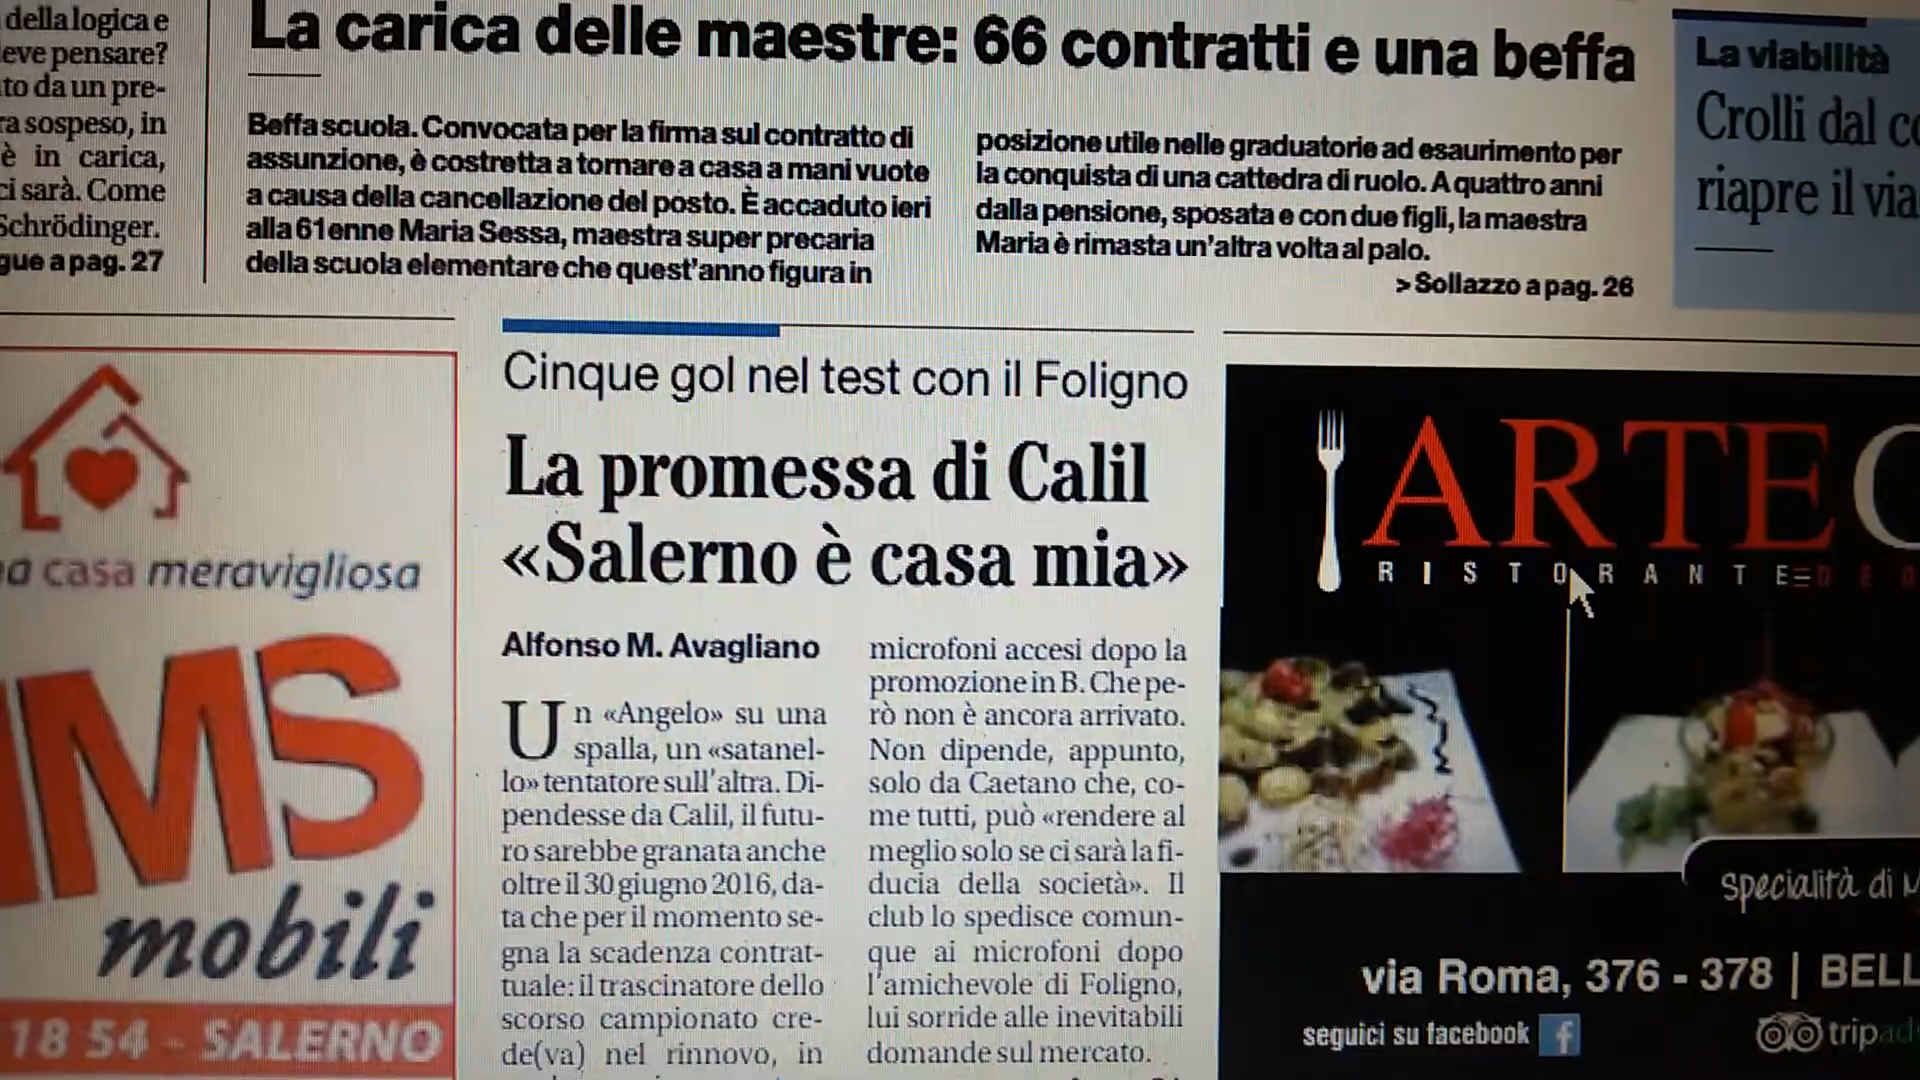 della logica e
eve pensare?
to da un pre-
ra sospeso, in
è in carica,
ci sarà. Come
Schrödinger.
gue a pag. 27
La carica delle maestre: 66 contratti e una beffa
Beffa scuola. Convocata per la firma sul contratto di
assunzione, è costretta a tornare a casa a mani vuote
a causa della cancellazione del posto. È accaduto ieri
alla 61enne Maria Sessa, maestra super precaria
della scuola elementare che quest'anno figura in
posizione utile nelle graduatorie ad esaurimento per
la conquista di una cattedra di ruolo. A quattro anni
dalla pensione, sposata e con due figli, la maestra
Maria è rimasta un'altra volta al palo.
> Sollazzo a pag. 26
La viabilità
Crolli dal co
riapre il via
a casa meravigliosa
IMS
mobili
18 54 - SALERNO
Cinque gol nel test con il Foligno
La promessa di Calil
«Salerno è casa mia»
Alfonso M. Avagliano
Un «Angelo» su una
spalla, un «satanel-
lo» tentatore sull'altra. Di-
pendesse da Calil, il futu-
ro sarebbe granata anche
oltre il 30 giugno 2016, da-
ta che per il momento se-
gna la scadenza contrat-
tuale: il trascinatore dello
scorso campionato cre-
de(va) nel rinnovo, in
microfoni accesi dopo la
promozione in B. Che pe-
rò non è ancora arrivato.
Non dipende, appunto,
solo da Caetano che, co-
me tutti, può «rendere al
meglio solo se ci sarà la fi-
ducia della società». Il
club lo spedisce comun-
que ai microfoni dopo
l'amichevole di Foligno,
lui sorride alle inevitabili
domande sul mercato.
ARTEC
RISTORANTE
Specialità di M
via Roma, 376 - 378 | BELL
seguici su facebook f
tripad